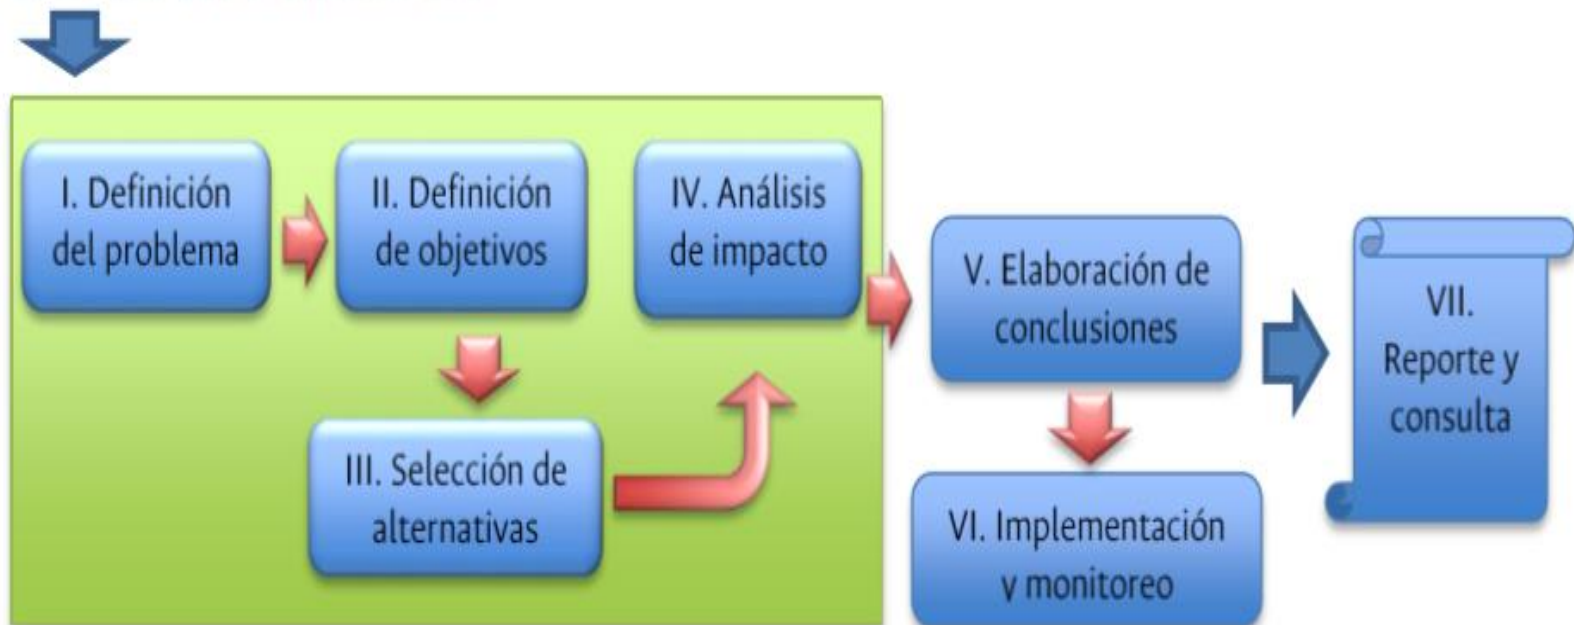 I. Definición
del problema
II. Definición
de objetivos
III. Selección de
alternativas
IV. Análisis
de impacto
V. Elaboración de
conclusiones
VI. Implementación
y monitoreo
VII.
Reporte y
consulta